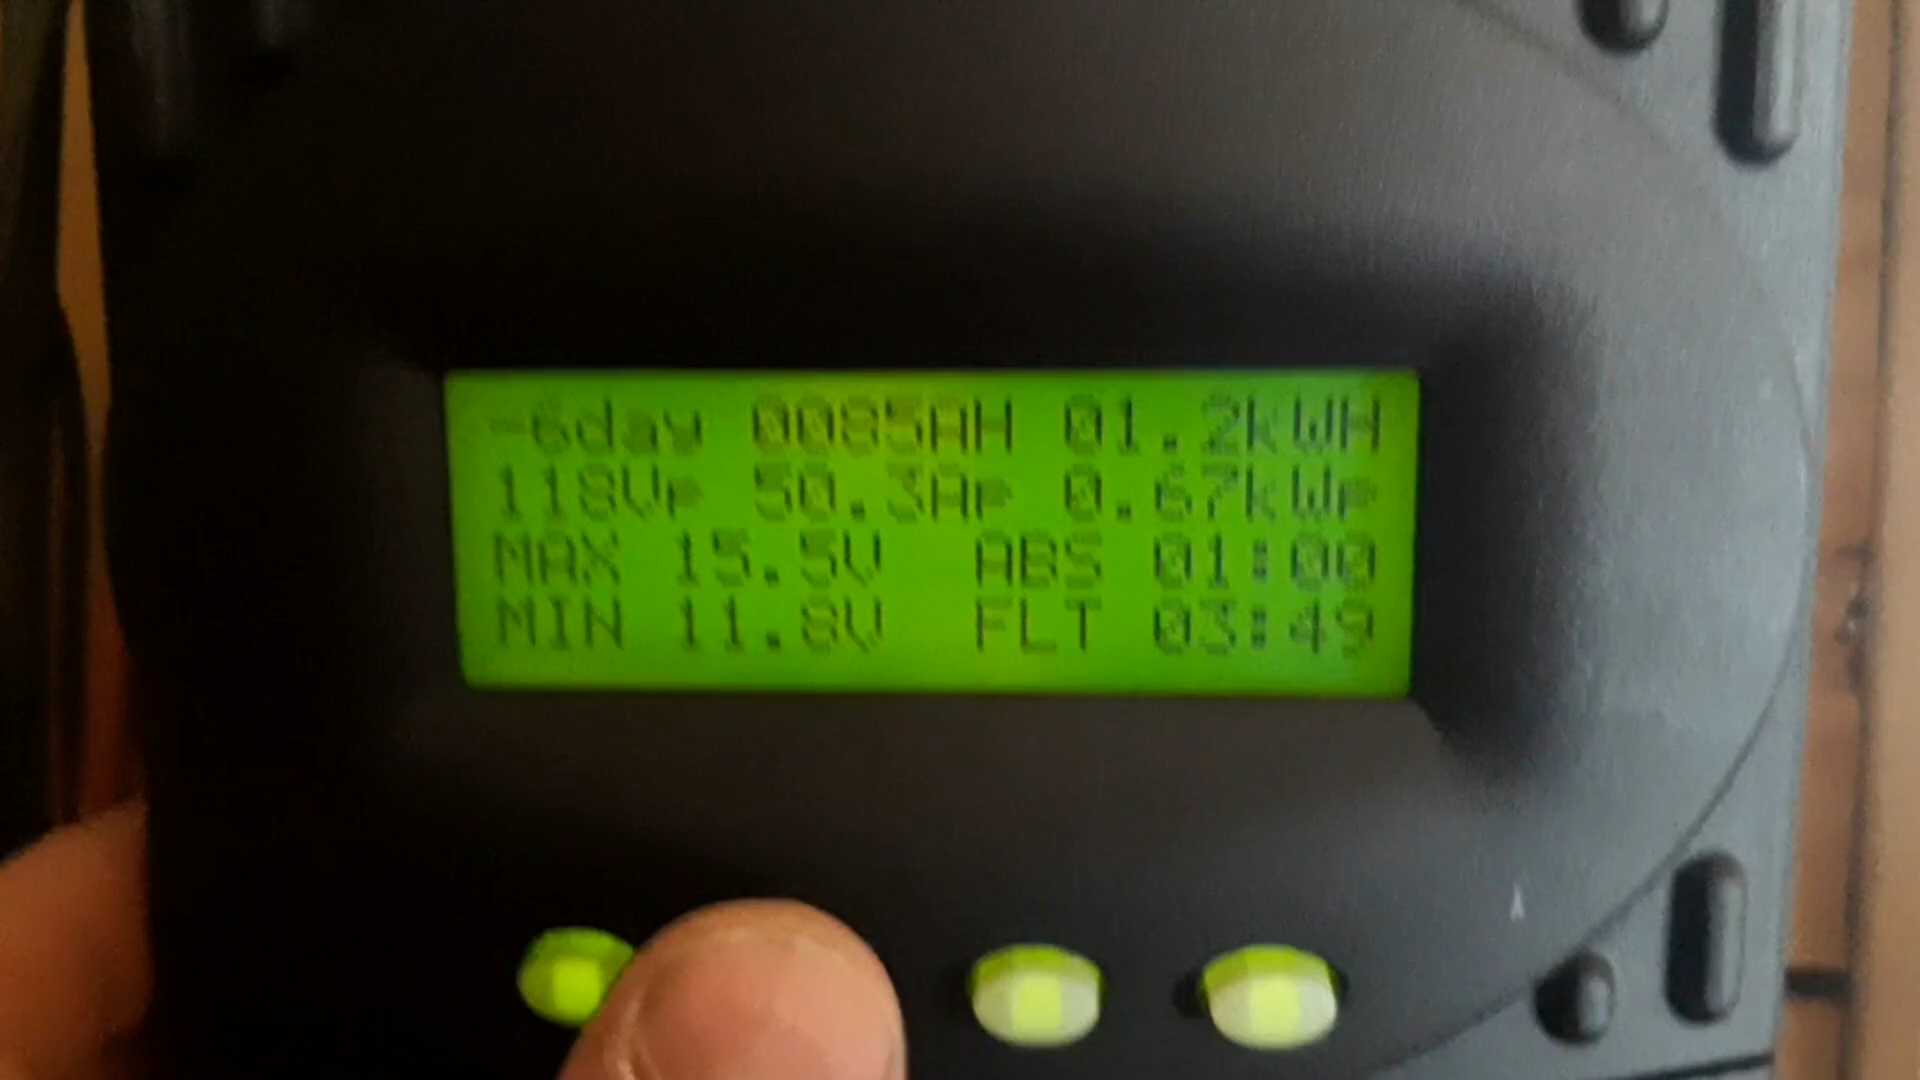 -6day 0085AH 01.2kWH
118Vp 50.3Ap 0.67kWp
MAX 15.5V ABS 01:00
MIN 11.8V FLT 03:49